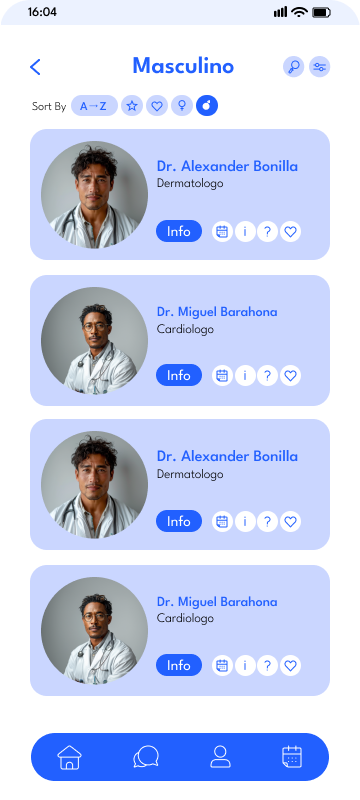 16:04
Masculino
Sort By A→Z
Dr. Alexander Bonilla
Dermatologo
Info i ?
Dr. Miguel Barahona
Cardiologo
Info i ?
Dr. Alexander Bonilla
Dermatologo
Info i ?
Dr. Miguel Barahona
Cardiologo
Info i ?